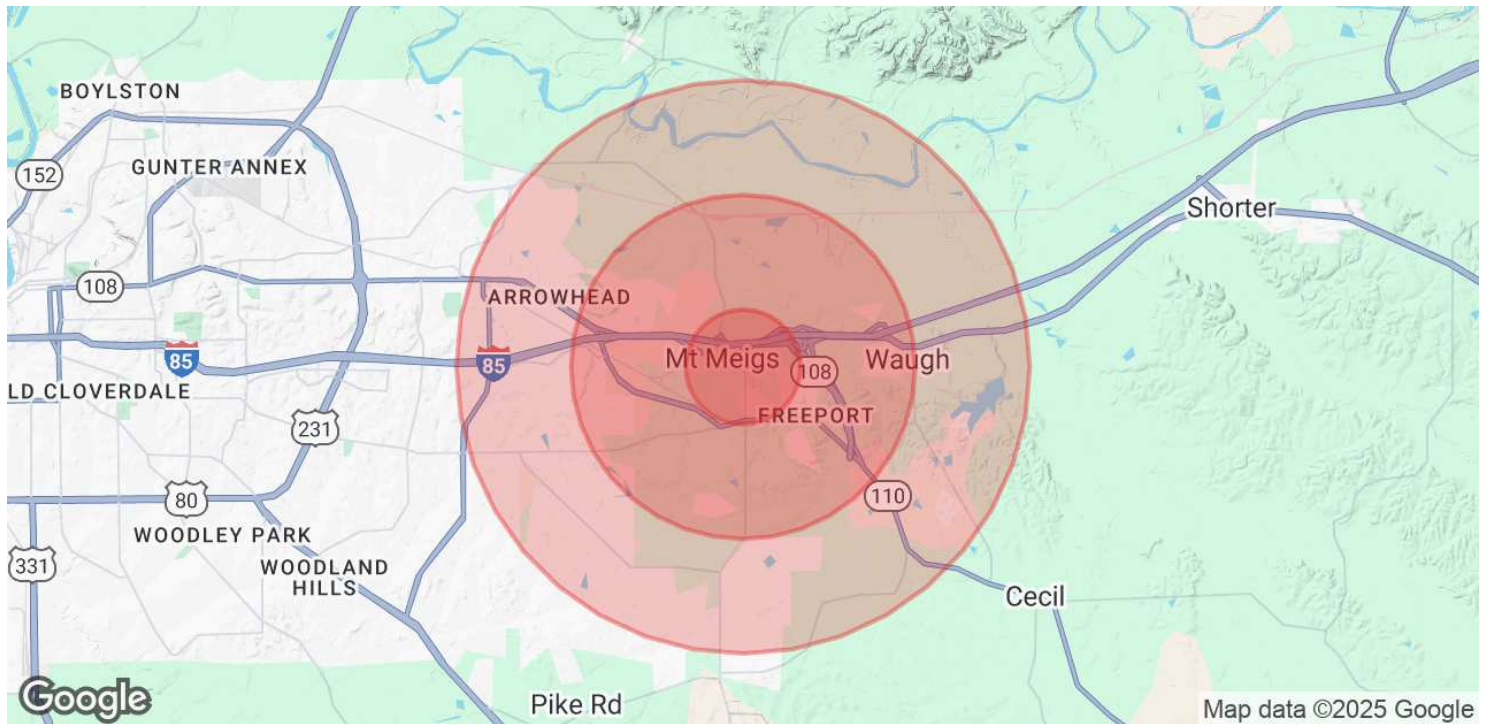 BOYLSTON
GUNTER ANNEX
152
Shorter
108
ARROWHEAD
Mt Meigs
Waugh
85
85
108
LD CLOVERDALE
FREEPORT
231
80
110
WOODLEY PARK
331
WOODLAND
HILLS
Cecil
Pike Rd
Google
Map data ©2025 Google